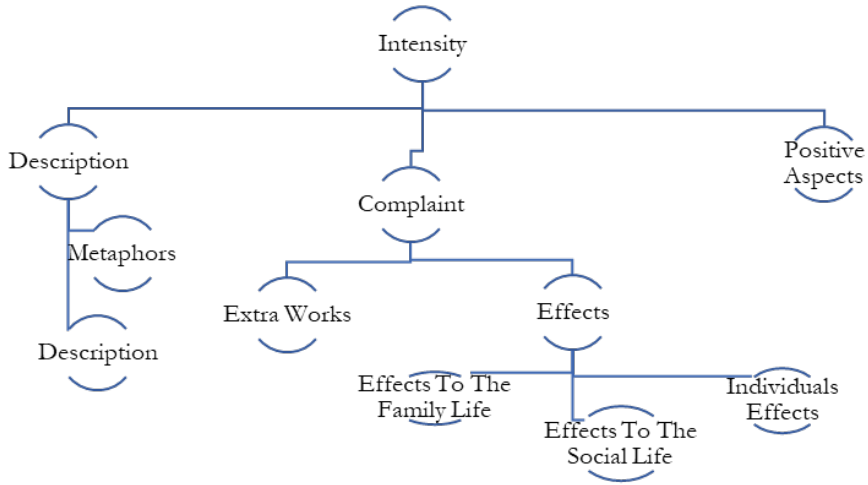 Intensity
Description
Positive
Aspects
Complaint
Metaphors
Extra Works
Effects
Description
Effects To The
Family Life
Individuals
Effects
Effects To The
Social Life